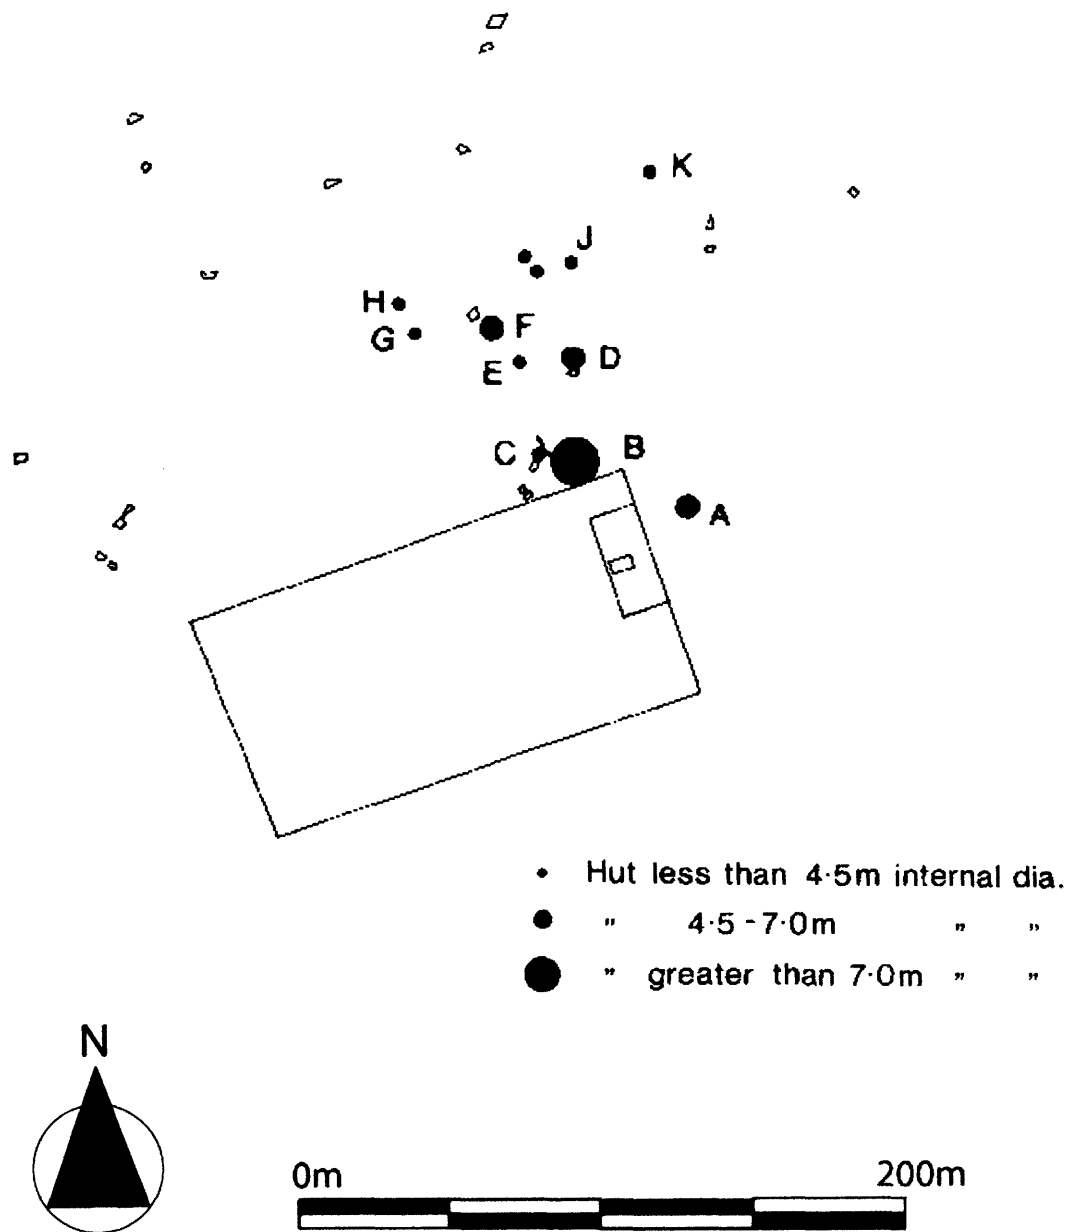 K
J
H
F
G
D
E
B
C
A
Hut less than 4·5m internal dia.
" 4·5 - 7·0m " "
" greater than 7·0m " "
N
0m 200m